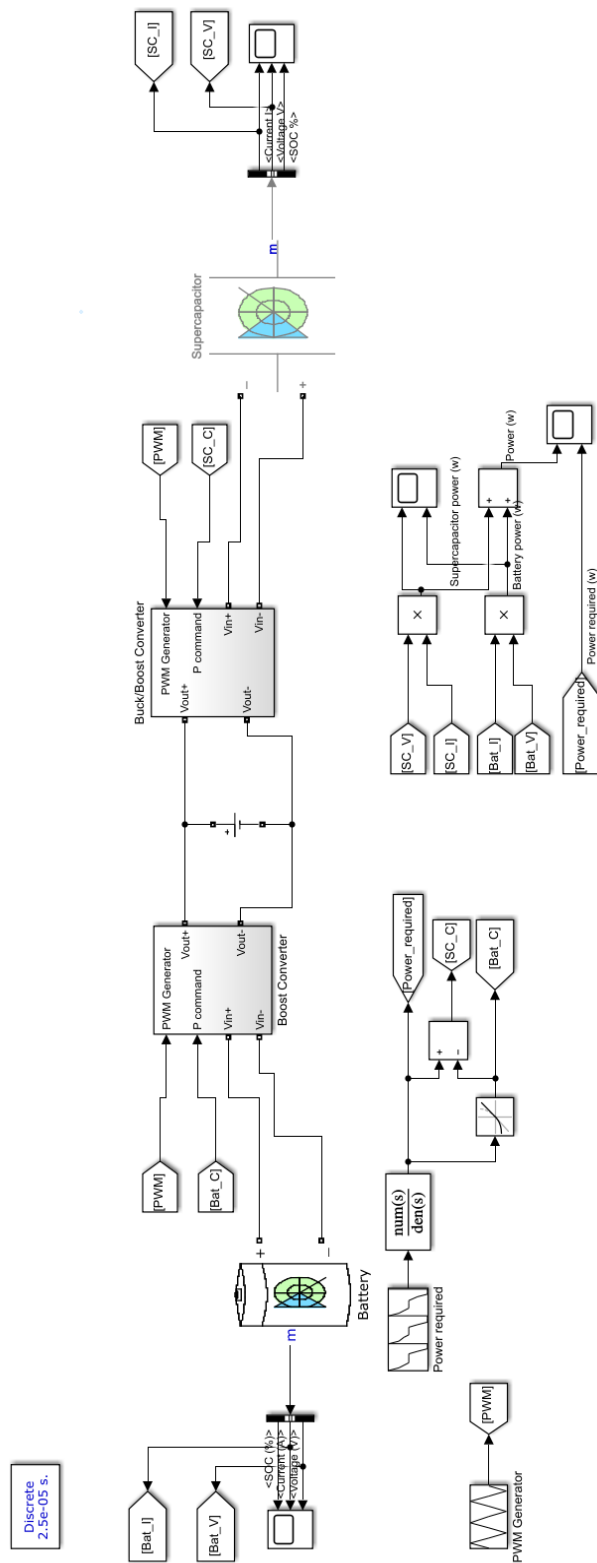 Discrete
2.5e-05 s.
[Bat_I]
[Bat_V]
<SOC (%)>
<Current (A)>
<Voltage (V)>
m
+
−
Battery
[PWM]
[Bat_C]
PWM Generator
P command
Vin+
Vin-
Vout+
Vout-
Boost Converter
+
Buck/Boost Converter
PWM Generator
P command
Vin+
Vin-
Vout+
Vout-
[PWM]
[SC_C]
−
+
Supercapacitor
m
<Current I>
<Voltage V>
<SOC %>
[SC_I]
[SC_V]
Power required
num(s)
den(s)
[Power_required]
+
−
[SC_C]
[Bat_C]
[SC_V]
[SC_I]
×
Supercapacitor power (w)
[Bat_I]
[Bat_V]
×
Battery power (w)
+
+
Power (w)
[Power_required]
Power required (w)
PWM Generator
[PWM]